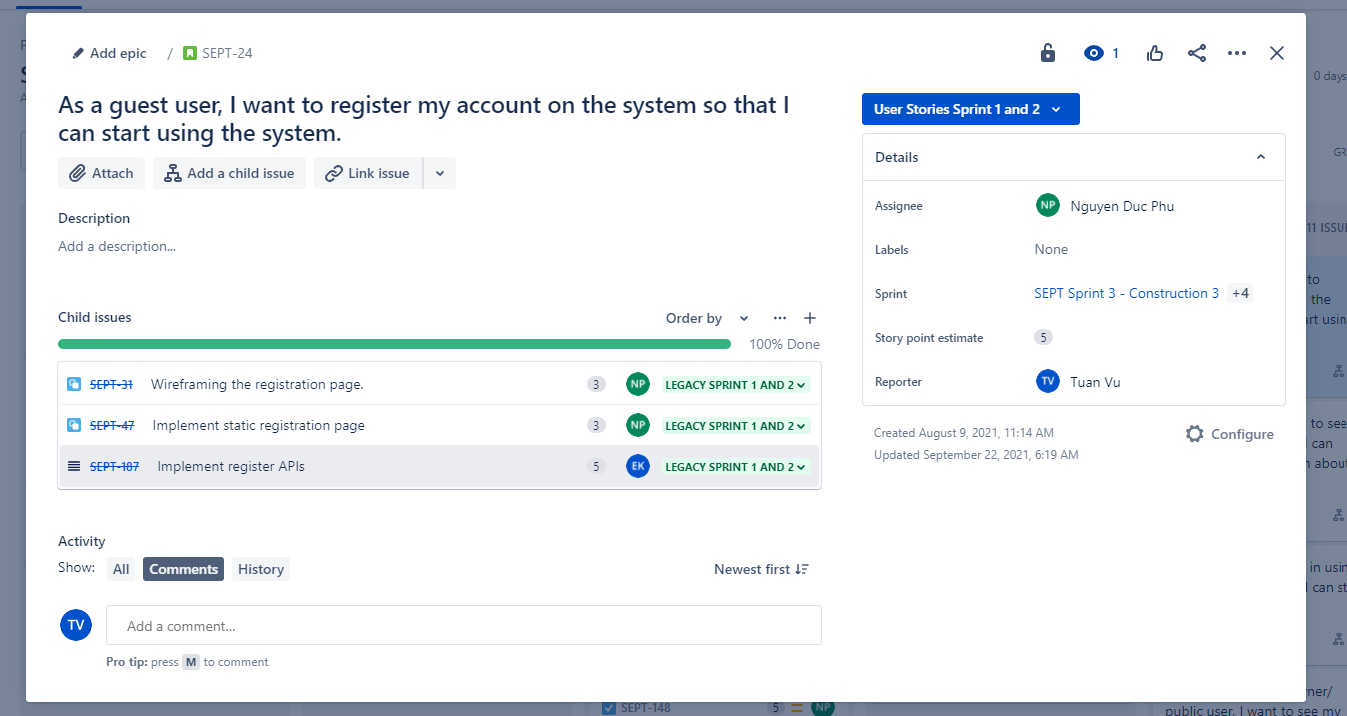 Add epic / SEPT-24
1
As a guest user, I want to register my account on the system so that I
can start using the system.
Attach
Add a child issue
Link issue
Description
Add a description...
Child issues
Order by
100% Done
SEPT-31 Wireframing the registration page. 3 NP LEGACY SPRINT 1 AND 2
SEPT-47 Implement static registration page 3 NP LEGACY SPRINT 1 AND 2
SEPT-187 Implement register APIs 5 EK LEGACY SPRINT 1 AND 2
Activity
Show: All Comments History
Newest first
TV Add a comment...
Pro tip: press M to comment
User Stories Sprint 1 and 2
Details
Assignee NP Nguyen Duc Phu
Labels None
Sprint SEPT Sprint 3 - Construction 3 +4
Story point estimate 5
Reporter TV Tuan Vu
Created August 9, 2021, 11:14 AM
Updated September 22, 2021, 6:19 AM
Configure
0 days
11 ISSU
to
the
to see
can
in using
can st
public user, I want to see my
SEPT-148 5 NP